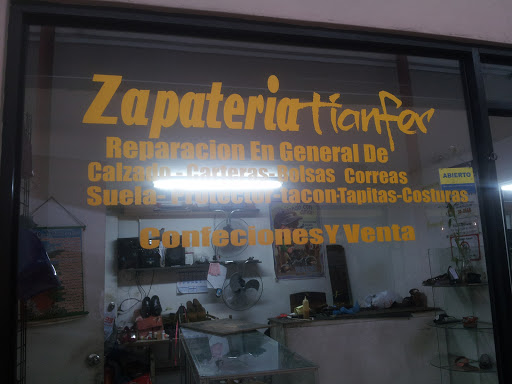 Zapateria tianfer
Reparacion En General De
Calzado - Carteras-Bolsas Correas
Suela- Protector-tacon-Tapitas-Costuras
ConfecionesY Venta
ABIERTO